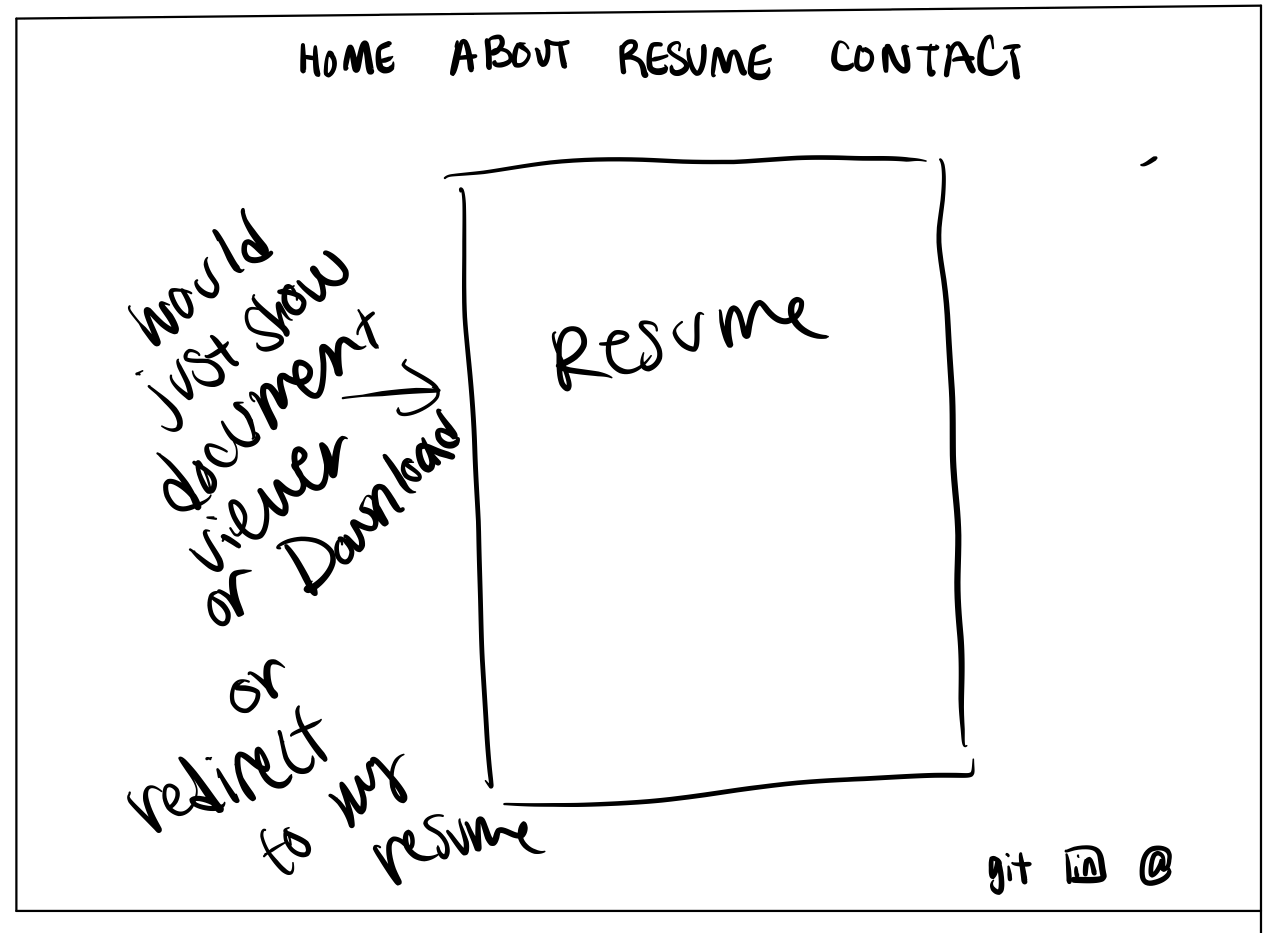 HOME ABOUT RESUME CONTACT
would
just show
document
viewer
or Download
or
redirect
to my
resume
Resume
git in @